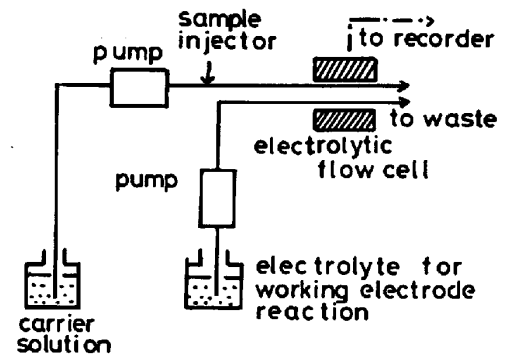 sample
injector
pump
to recorder
to waste
electrolytic
flow cell
pump
electrolyte for
working electrode
reaction
carrier
solution